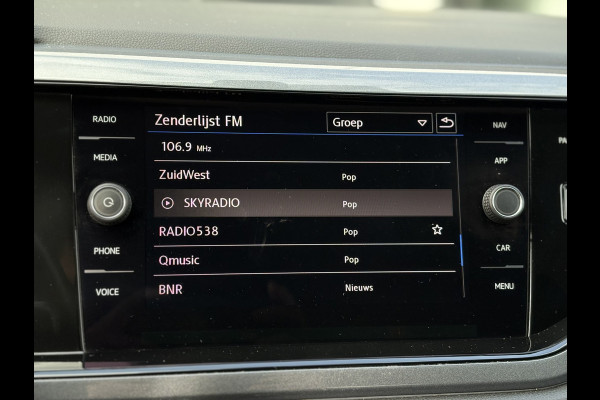 RADIO
MEDIA
PHONE
VOICE
Zenderlijst FM
Groep
106.9 MHz
ZuidWest Pop
SKYRADIO Pop
RADIO538 Pop
Qmusic Pop
BNR Nieuws
NAV
APP
CAR
MENU
PA